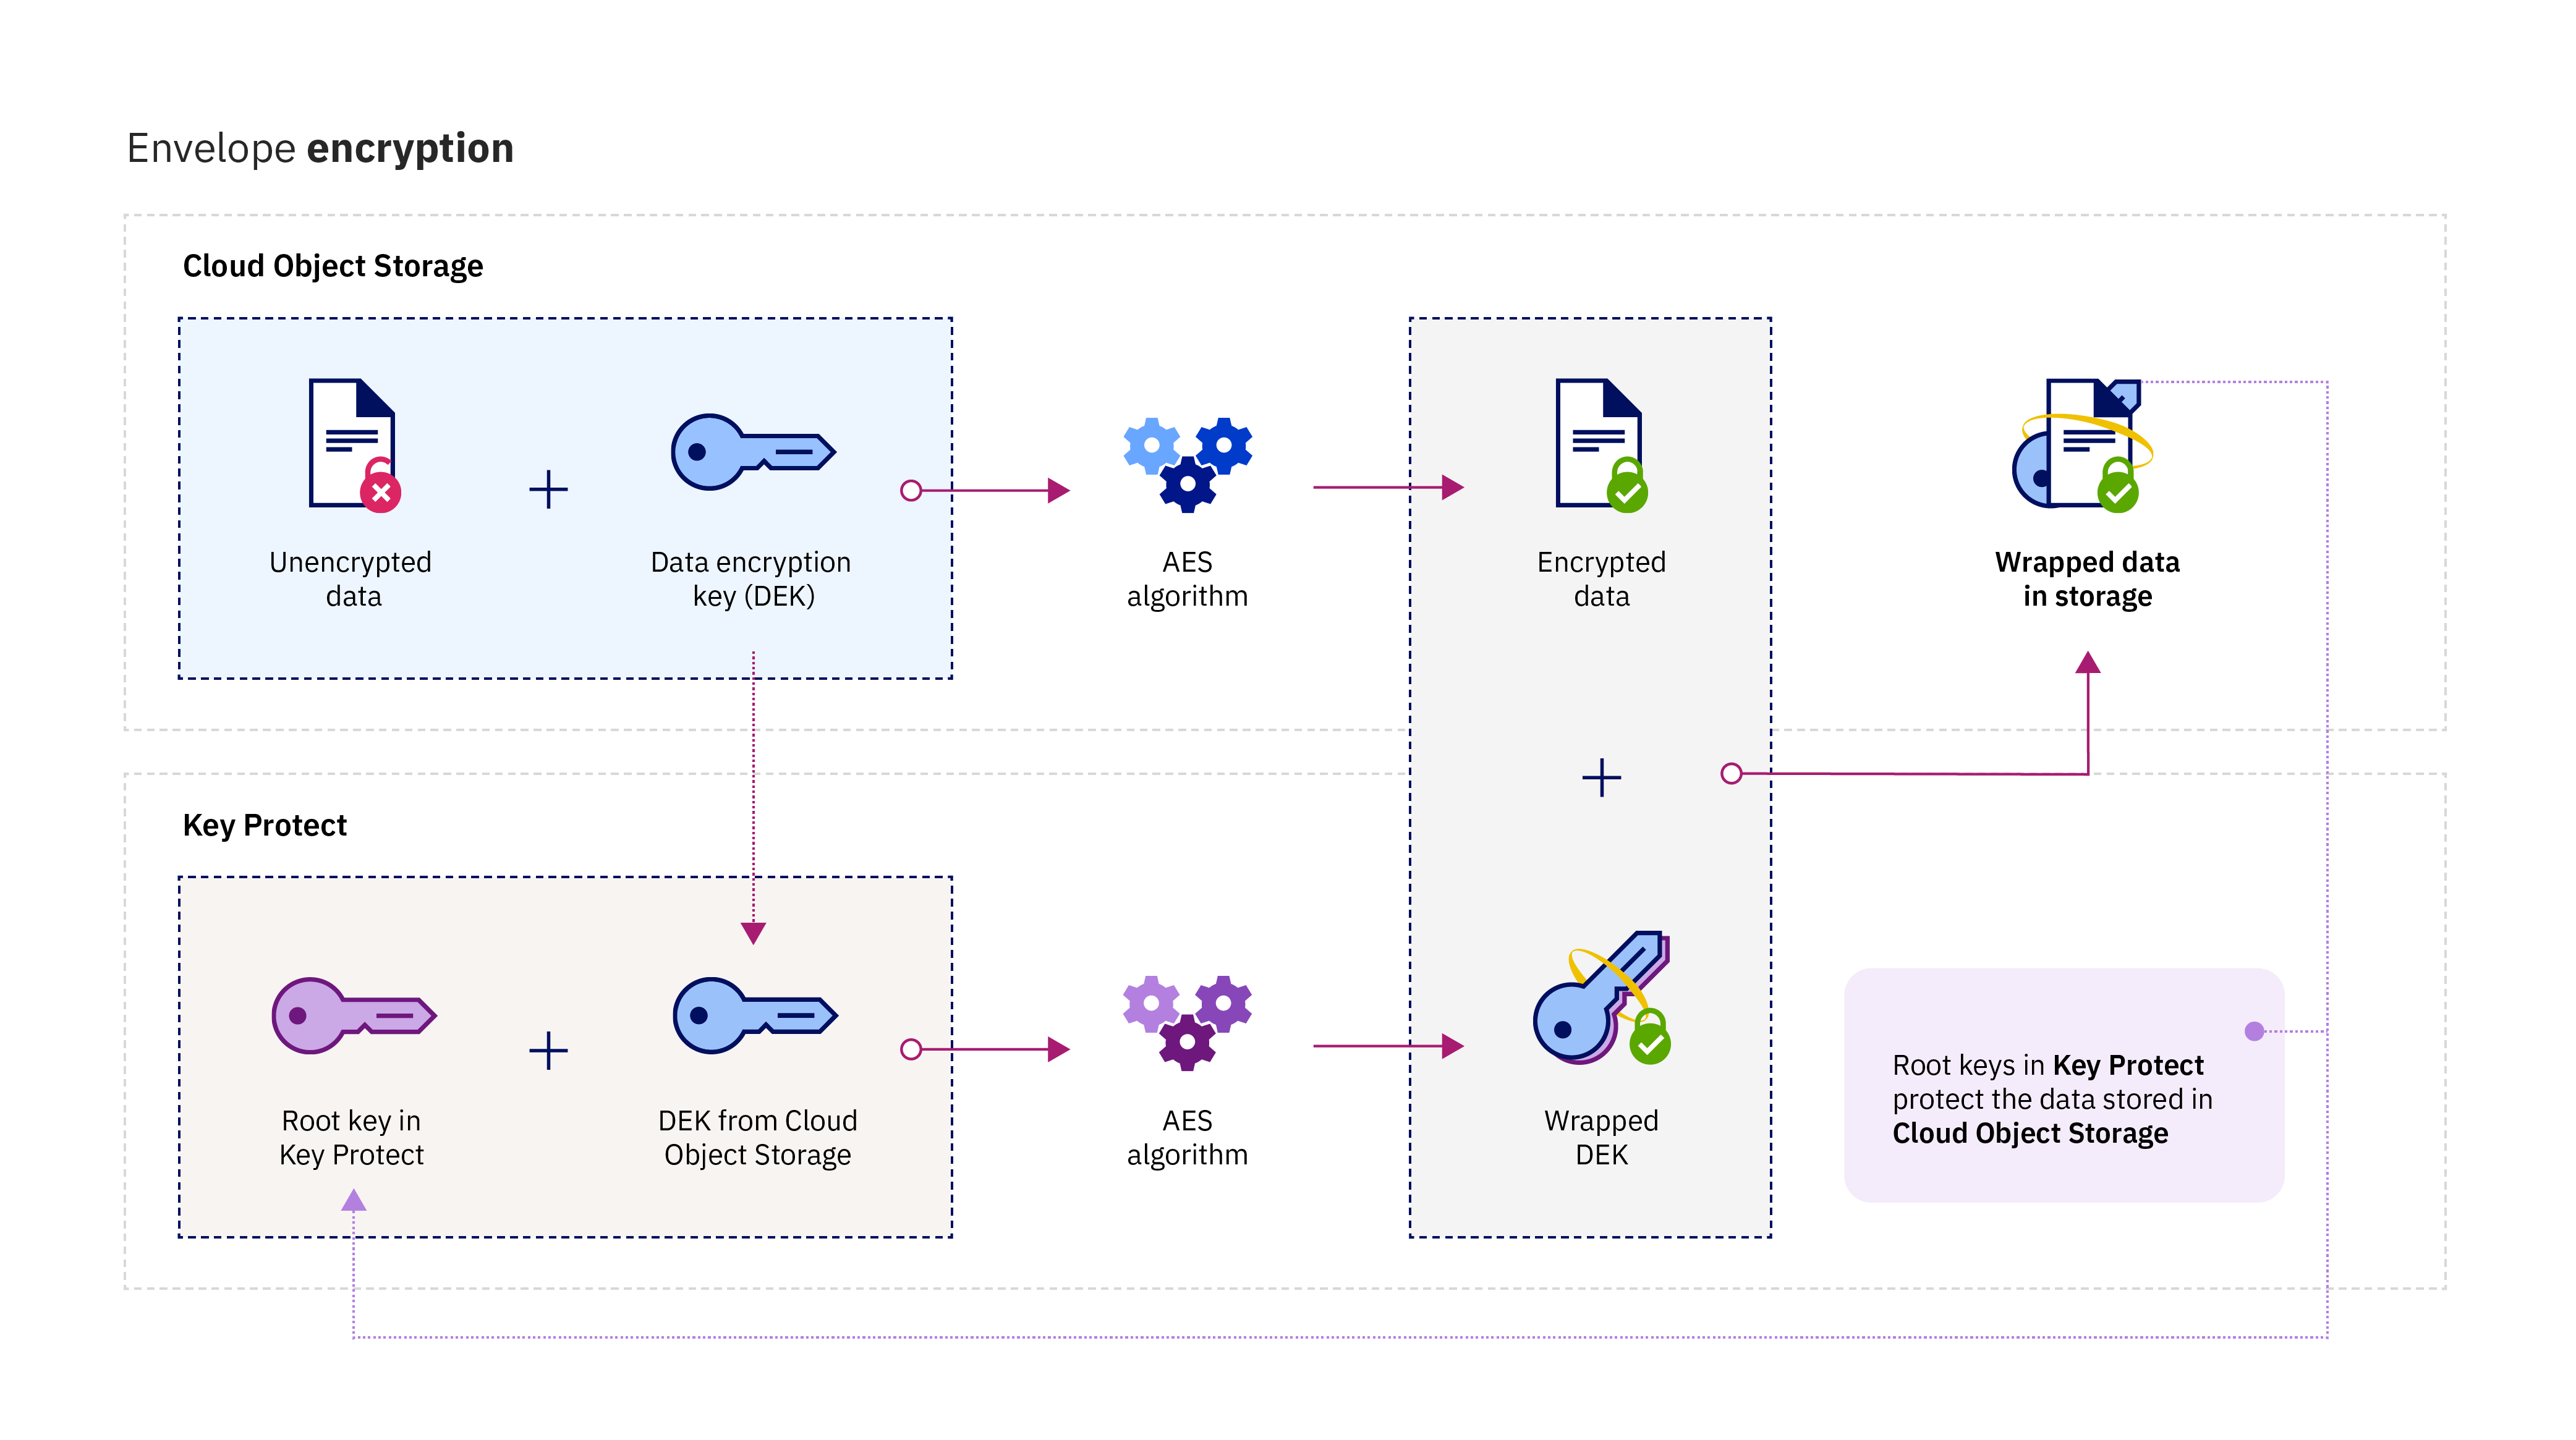 Envelope encryption
Cloud Object Storage
Unencrypted
data
Data encryption
key (DEK)
AES
algorithm
Encrypted
data
Wrapped data
in storage
Key Protect
Root key in
Key Protect
DEK from Cloud
Object Storage
AES
algorithm
Wrapped
DEK
Root keys in Key Protect
protect the data stored in
Cloud Object Storage